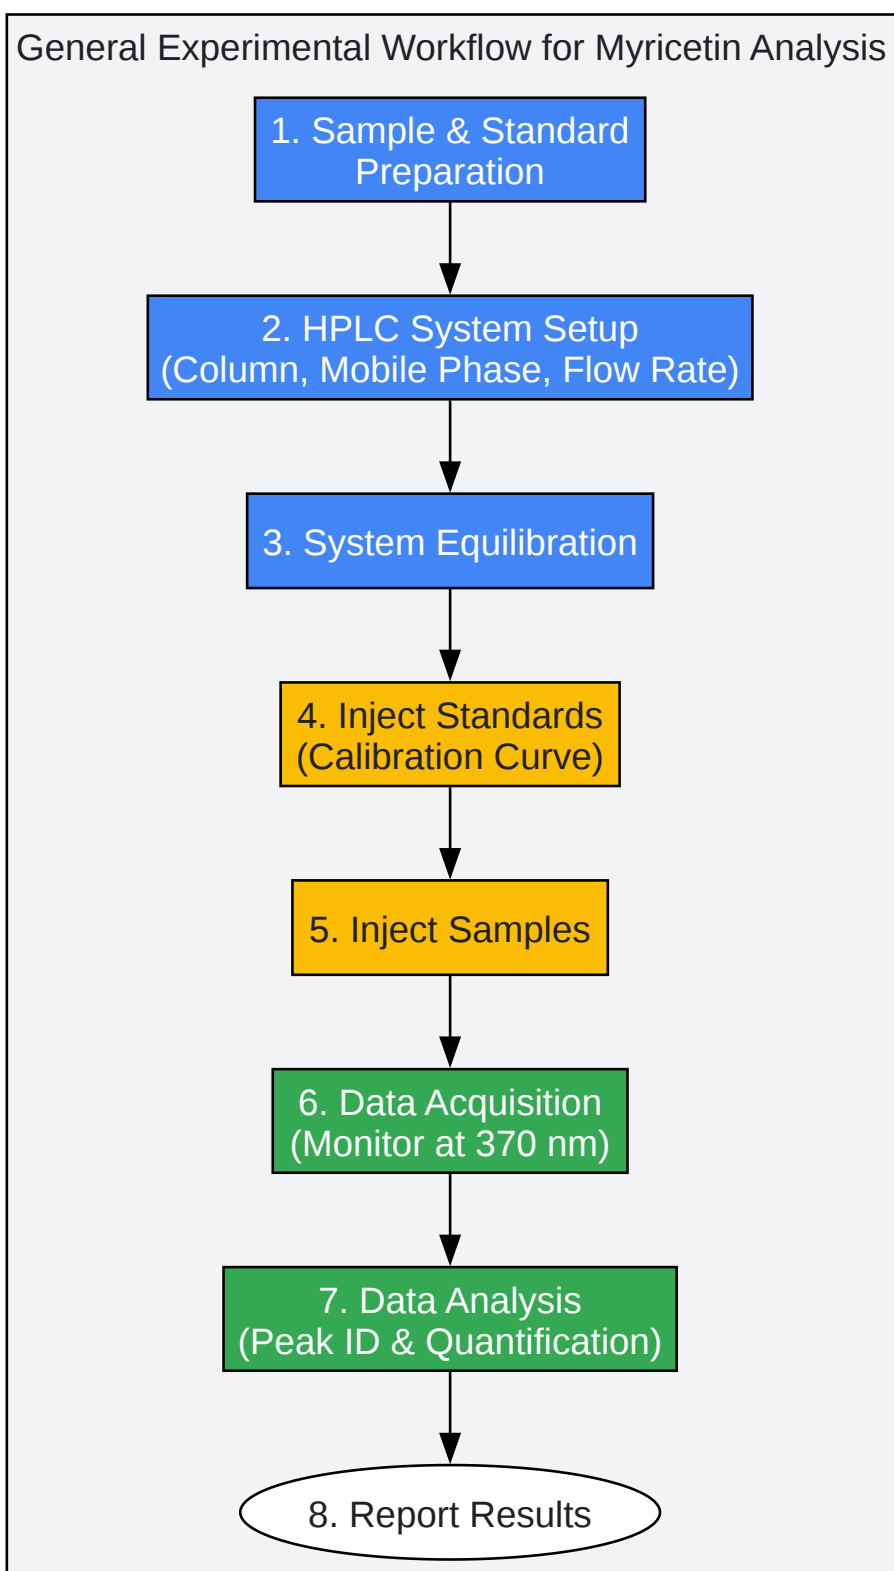 General Experimental Workflow for Myricetin Analysis
1. Sample & Standard
Preparation
2. HPLC System Setup
(Column, Mobile Phase, Flow Rate)
3. System Equilibration
4. Inject Standards
(Calibration Curve)
5. Inject Samples
6. Data Acquisition
(Monitor at 370 nm)
7. Data Analysis
(Peak ID & Quantification)
8. Report Results